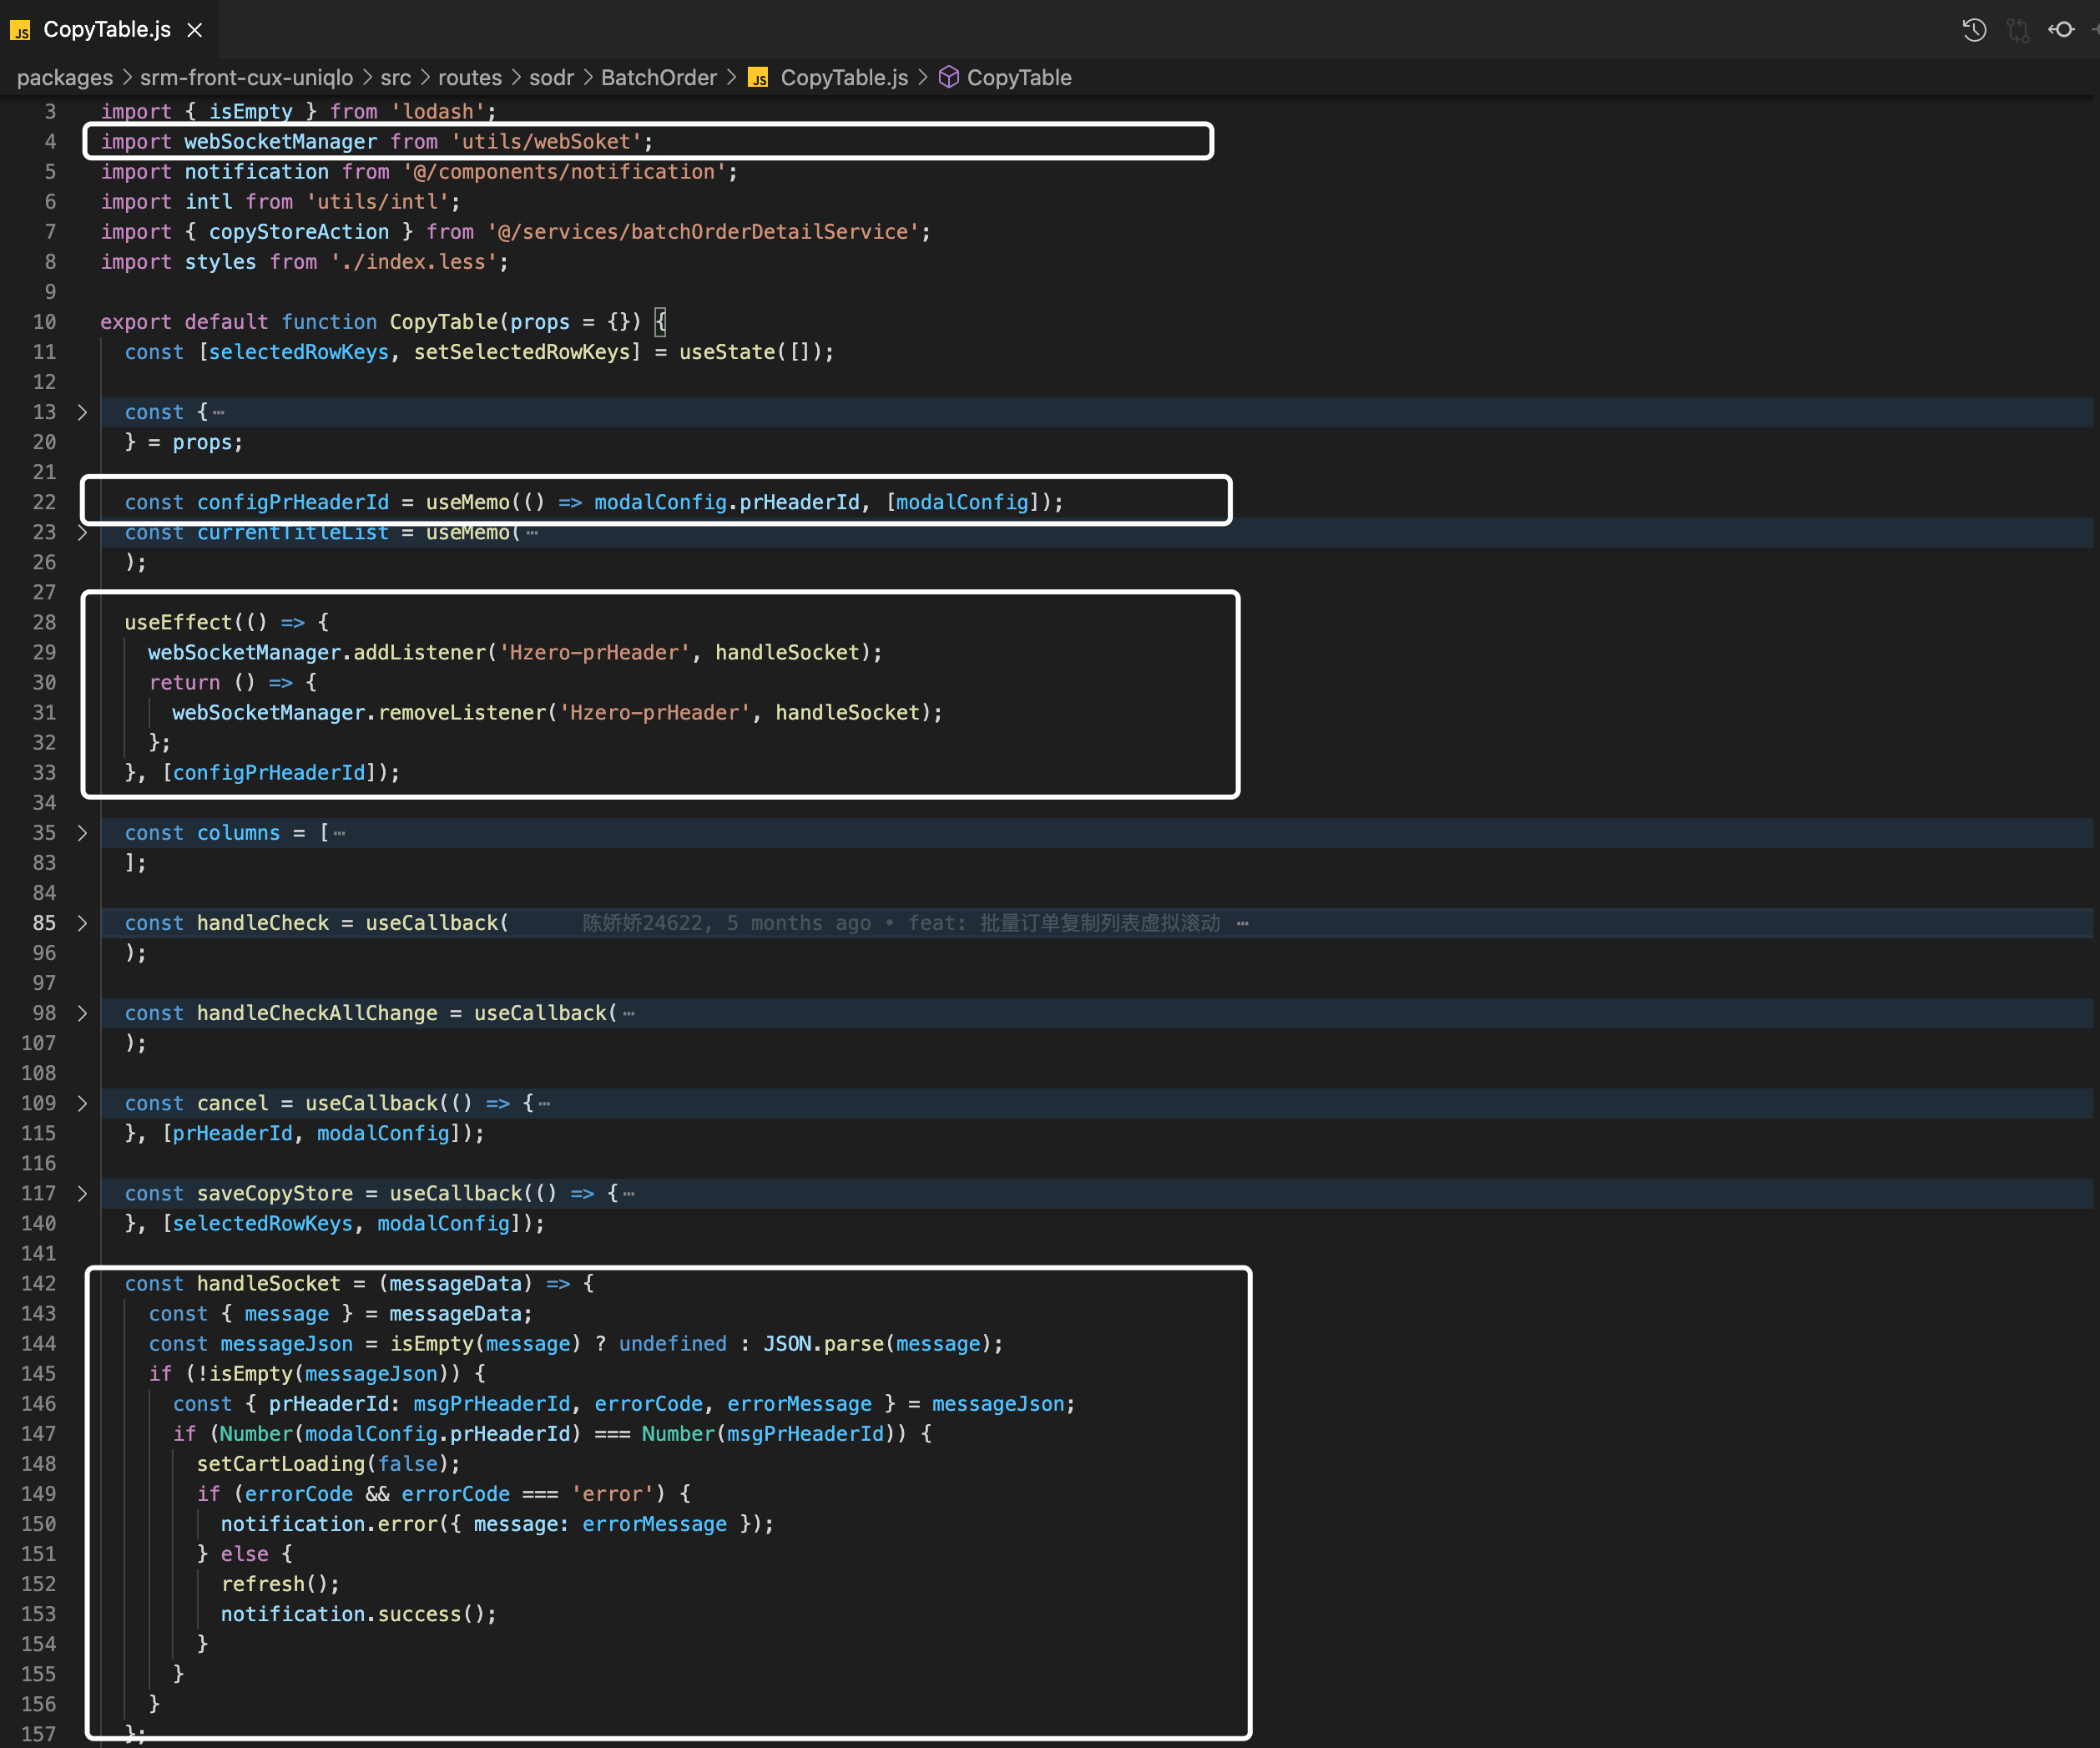 JS CopyTable.js
packages > srm-front-cux-uniqlo > src > routes > sodr > BatchOrder > JS CopyTable.js > CopyTable
3 import { isEmpty } from 'lodash';
4 import webSocketManager from 'utils/webSoket';
5 import notification from '@/components/notification';
6 import intl from 'utils/intl';
7 import { copyStoreAction } from '@/services/batchOrderDetailService';
8 import styles from './index.less';
9
10 export default function CopyTable(props = {}) {
11 const [selectedRowKeys, setSelectedRowKeys] = useState([]);
12
13 > const {⋯
20 } = props;
21
22 const configPrHeaderId = useMemo(() => modalConfig.prHeaderId, [modalConfig]);
23 > const currentTitleList = useMemo(⋯
26 );
27
28 useEffect(() => {
29 webSocketManager.addListener('Hzero-prHeader', handleSocket);
30 return () => {
31 webSocketManager.removeListener('Hzero-prHeader', handleSocket);
32 };
33 }, [configPrHeaderId]);
34
35 > const columns = [⋯
83 ];
84
85 > const handleCheck = useCallback( 陈娇娇24622, 5 months ago • feat: 批量订单复制列表虚拟滚动 ⋯
96 );
97
98 > const handleCheckAllChange = useCallback(⋯
107 );
108
109 > const cancel = useCallback(() => {⋯
115 }, [prHeaderId, modalConfig]);
116
117 > const saveCopyStore = useCallback(() => {⋯
140 }, [selectedRowKeys, modalConfig]);
141
142 const handleSocket = (messageData) => {
143 const { message } = messageData;
144 const messageJson = isEmpty(message) ? undefined : JSON.parse(message);
145 if (!isEmpty(messageJson)) {
146 const { prHeaderId: msgPrHeaderId, errorCode, errorMessage } = messageJson;
147 if (Number(modalConfig.prHeaderId) === Number(msgPrHeaderId)) {
148 setCartLoading(false);
149 if (errorCode && errorCode === 'error') {
150 notification.error({ message: errorMessage });
151 } else {
152 refresh();
153 notification.success();
154 }
155 }
156 }
157 };